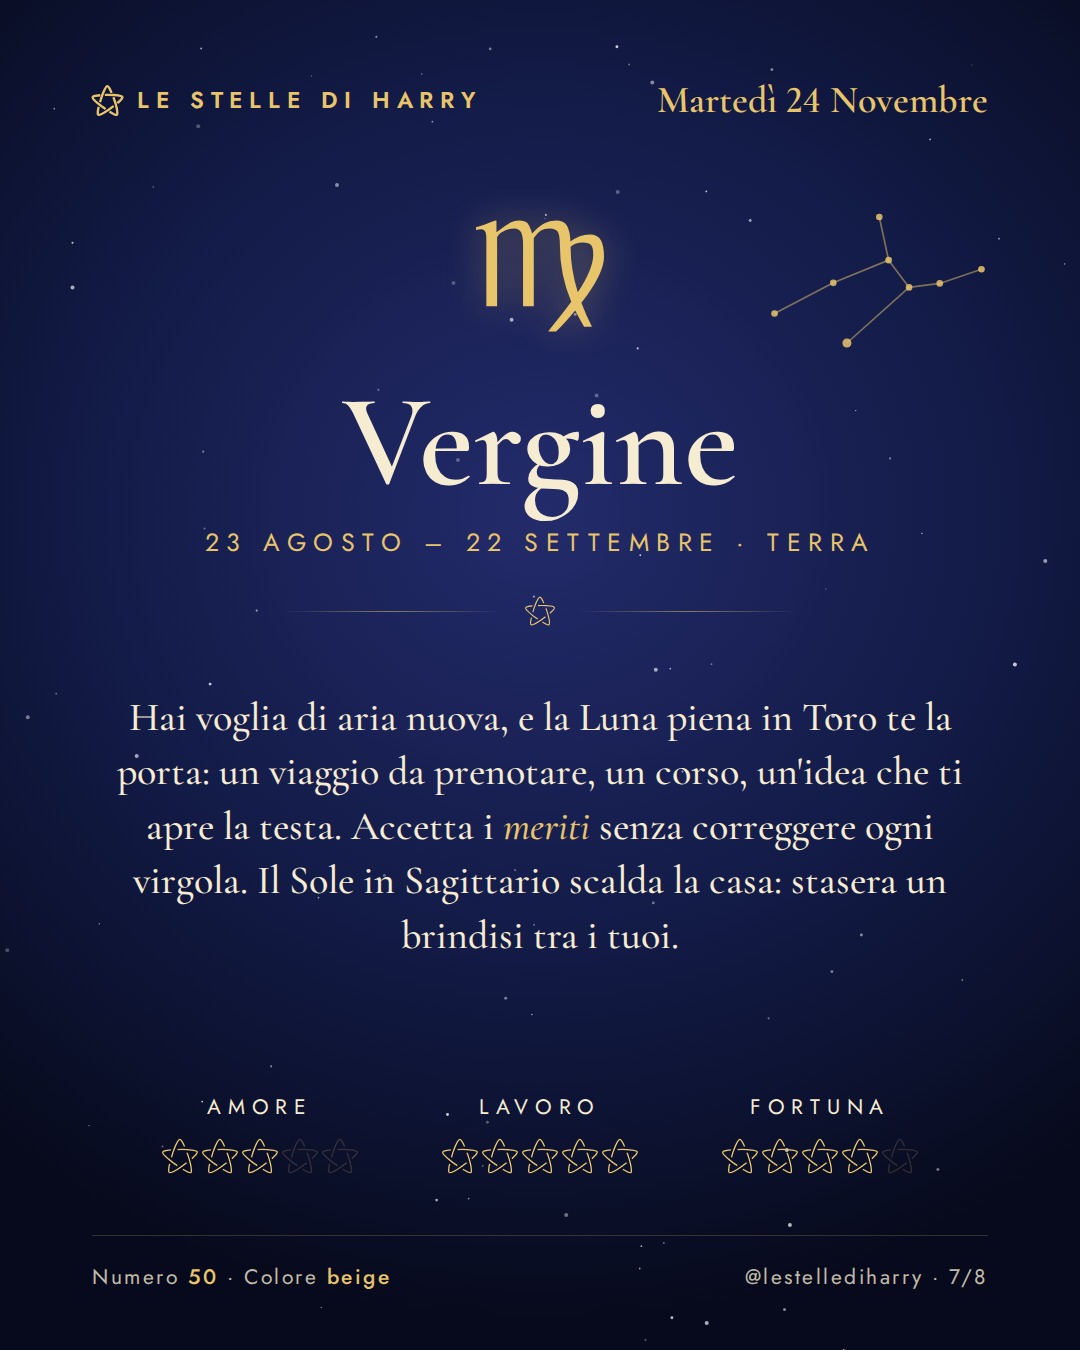 LE STELLE DI HARRY
Martedì 24 Novembre
♍
Vergine
23 AGOSTO – 22 SETTEMBRE · TERRA
Hai voglia di aria nuova, e la Luna piena in Toro te la
porta: un viaggio da prenotare, un corso, un'idea che ti
apre la testa. Accetta i meriti senza correggere ogni
virgola. Il Sole in Sagittario scalda la casa: stasera un
brindisi tra i tuoi.
AMORE
LAVORO
FORTUNA
Numero 50 · Colore beige
@lestellediharry · 7/8